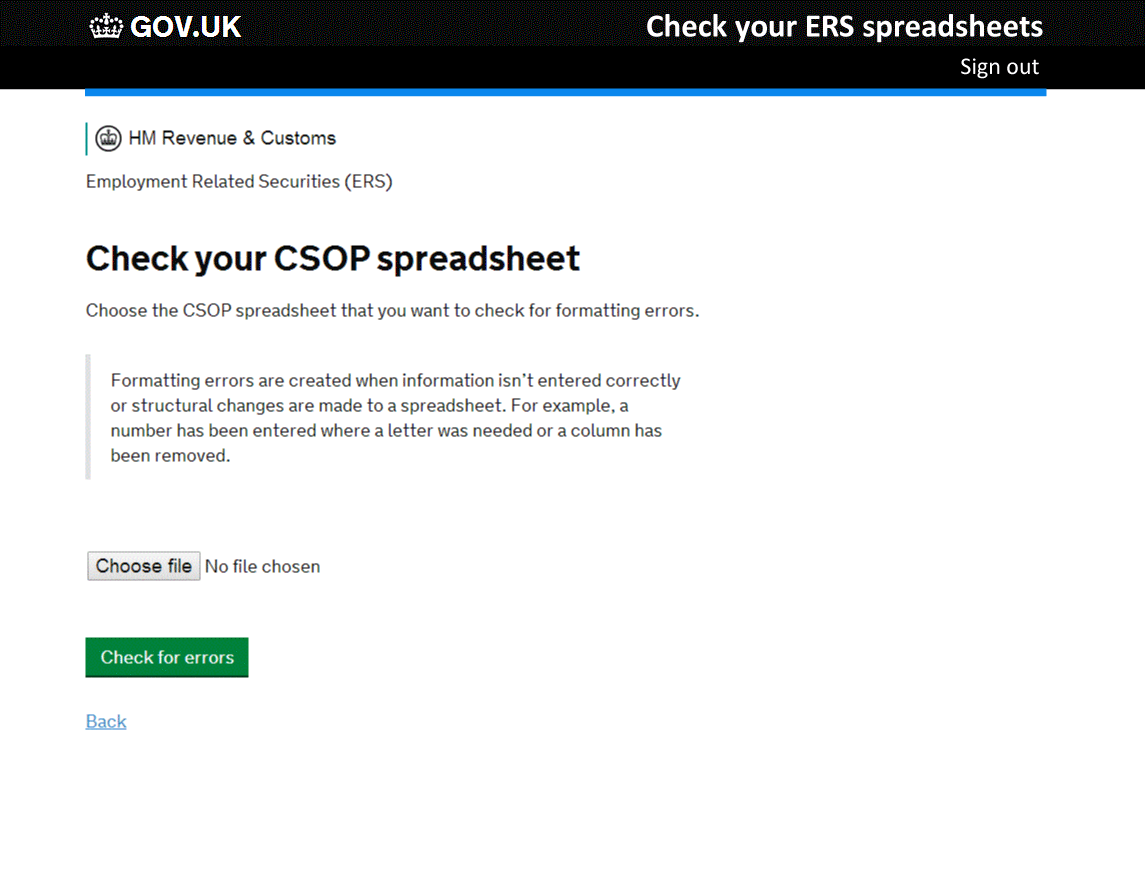 GOV.UK
Check your ERS spreadsheets
Sign out
HM Revenue & Customs
Employment Related Securities (ERS)
Check your CSOP spreadsheet
Choose the CSOP spreadsheet that you want to check for formatting errors.
Formatting errors are created when information isn't entered correctly
or structural changes are made to a spreadsheet. For example, a
number has been entered where a letter was needed or a column has
been removed.
Choose file No file chosen
Check for errors
Back